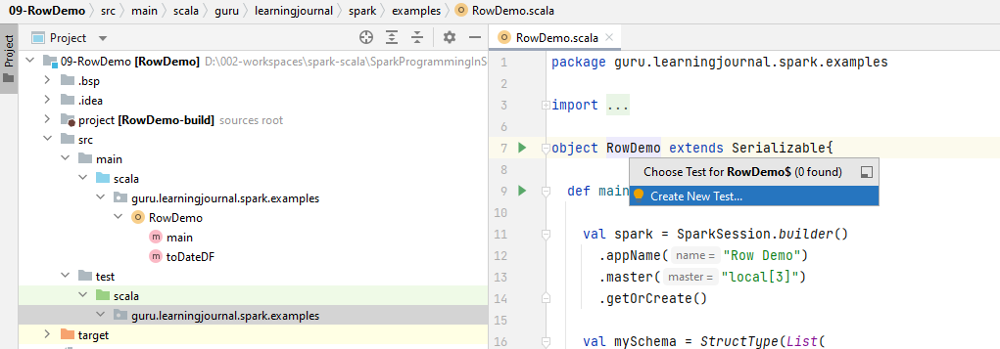 09-RowDemo › src › main › scala › guru › learningjournal › spark › examples › RowDemo.scala
Project
Project
RowDemo.scala
09-RowDemo [RowDemo] D:\002-workspaces\spark-scala\SparkProgrammingInS
.bsp
.idea
project [RowDemo-build] sources root
src
main
scala
guru.learningjournal.spark.examples
RowDemo
main
toDateDF
test
scala
guru.learningjournal.spark.examples
target
1 package guru.learningjournal.spark.examples
2
3 import ...
6
7 object RowDemo extends Serializable{
Choose Test for RowDemo$ (0 found)
Create New Test...
9 def main
10
11 val spark = SparkSession.builder()
12 .appName( name = "Row Demo")
13 .master( master = "local[3]")
14 .getOrCreate()
15
16 val mySchema = StructType(List(